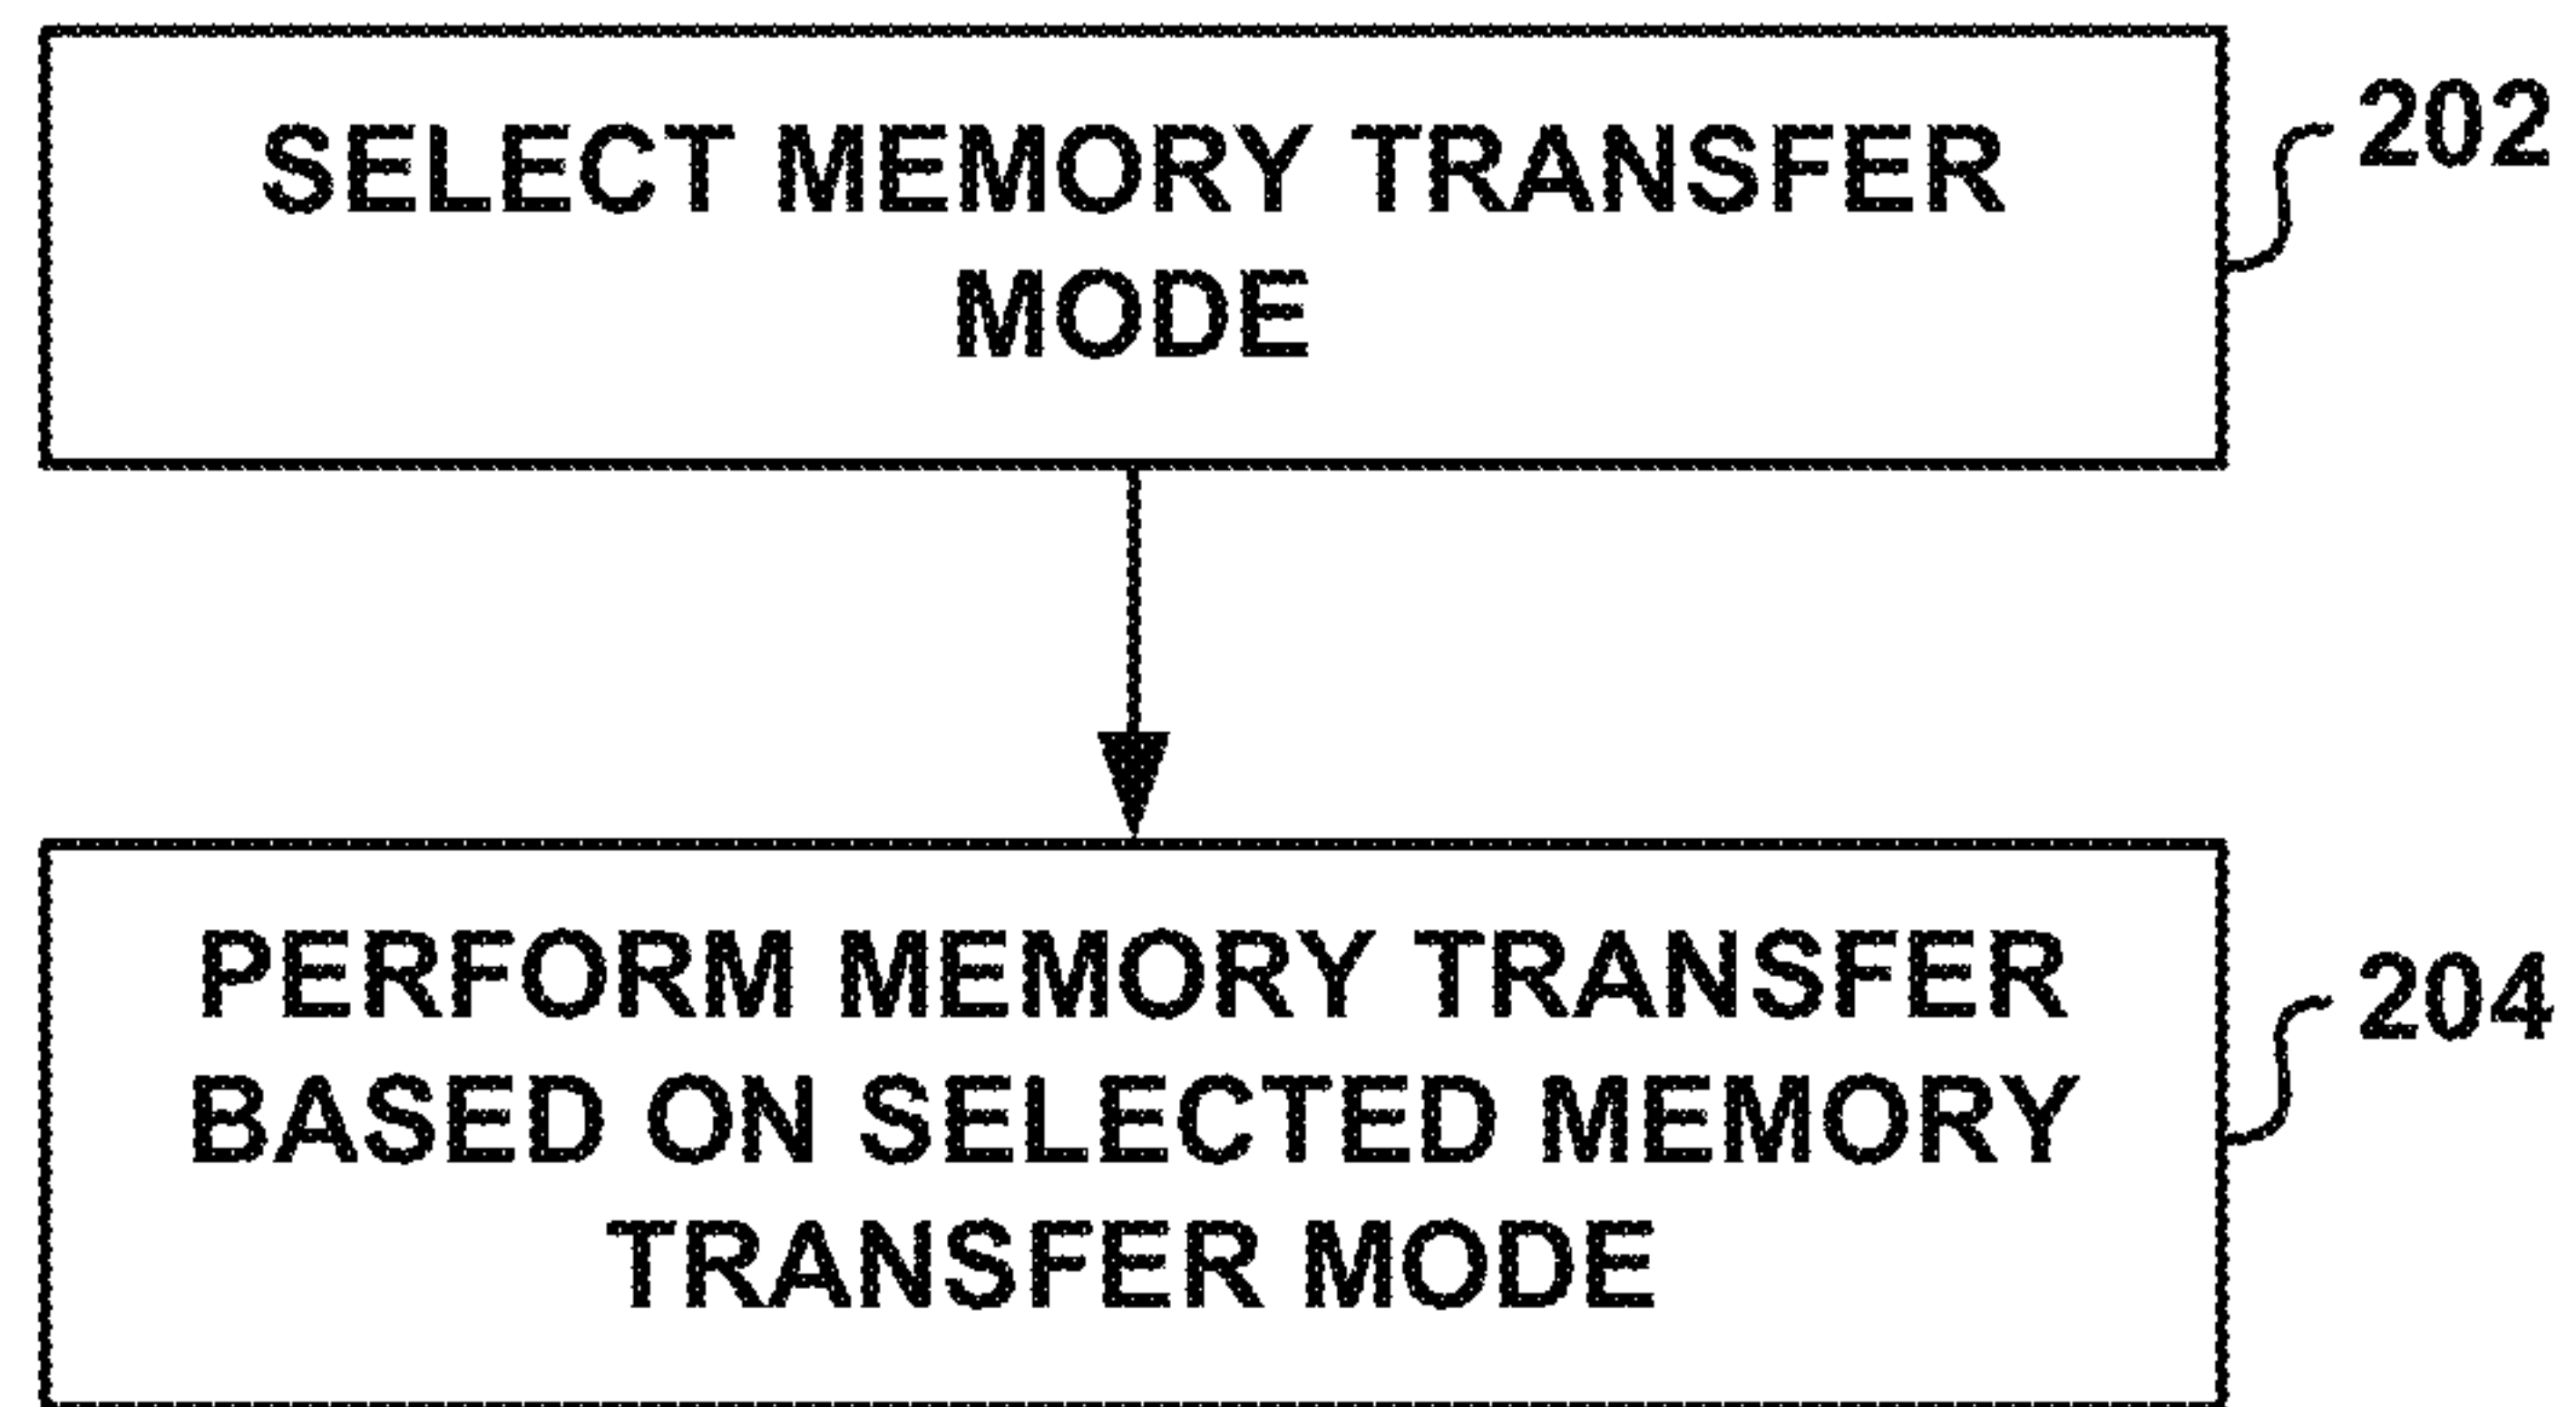 SELECT MEMORY TRANSFER
MODE
202
PERFORM MEMORY TRANSFER
BASED ON SELECTED MEMORY
TRANSFER MODE
204